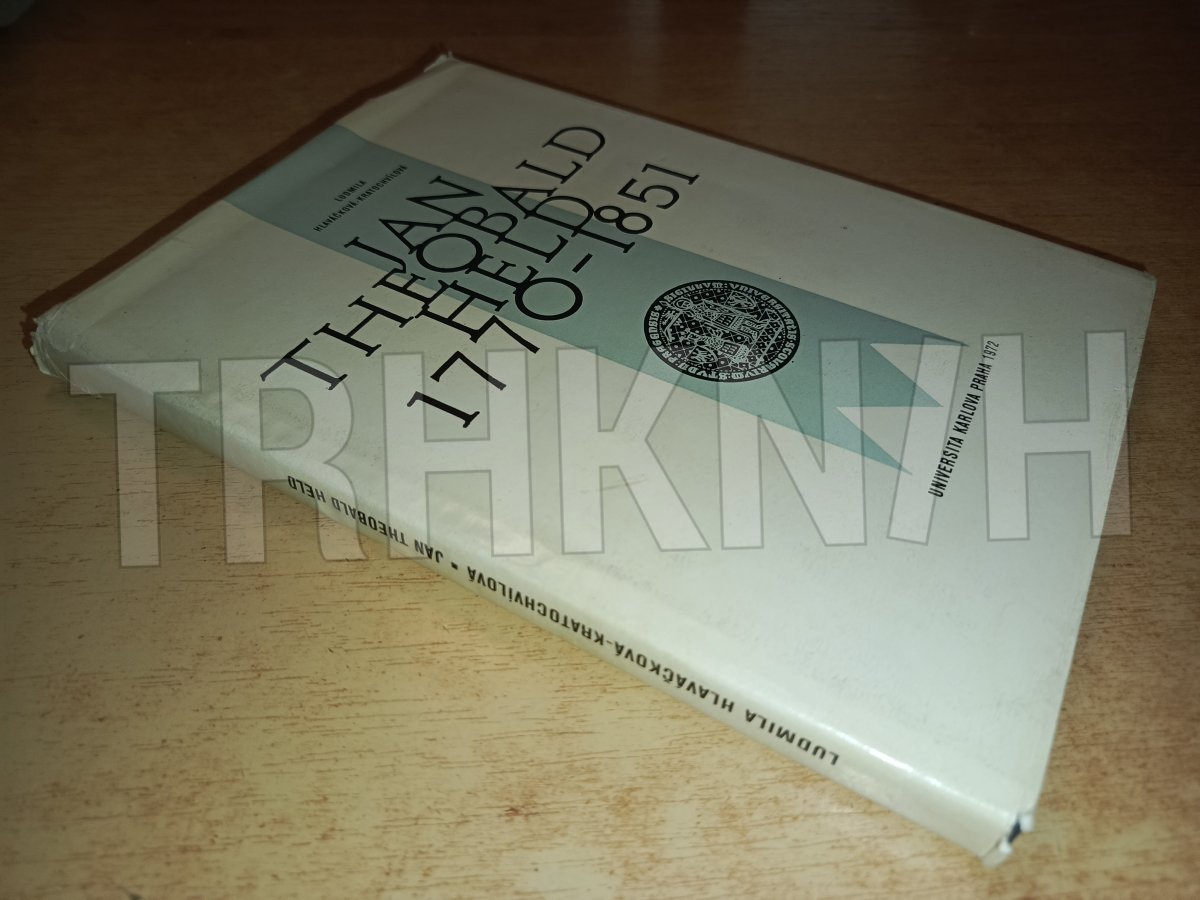 LUDMILA
HLAVÁČKOVÁ-KRATOCHVÍLOVÁ
JAN
THEOBALD
HELD
1770–1851
UNIVERSITA KARLOVA PRAHA 1972
LUDMILA HLAVÁČKOVÁ-KRATOCHVÍLOVÁ ▪ JAN THEOBALD HELD
TRHKNIH